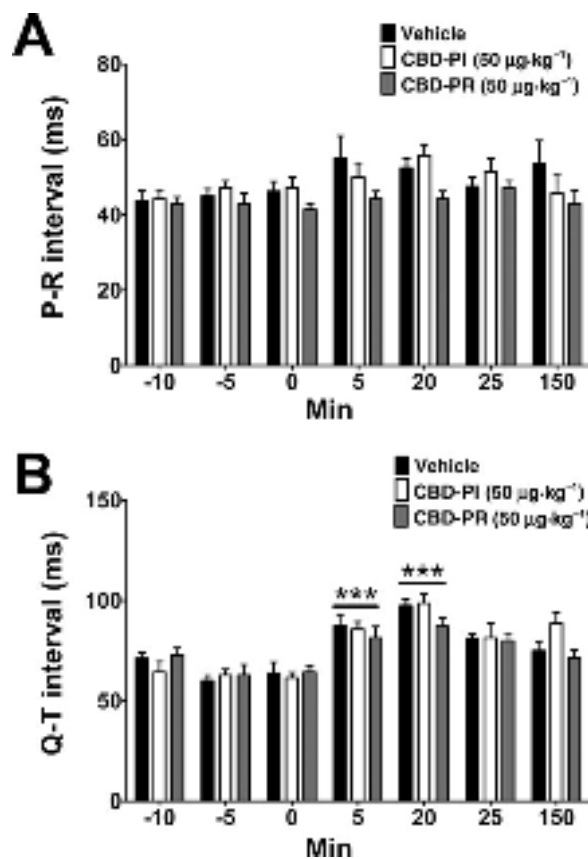 A
Vehicle
CBD-PI (50 µg·kg⁻¹)
CBD-PR (50 µg·kg⁻¹)
P-R interval (ms)
80
60
40
20
0
-10 -5 0 5 20 25 150
Min
B
Vehicle
CBD-PI (50 µg·kg⁻¹)
CBD-PR (50 µg·kg⁻¹)
Q-T interval (ms)
150
100
50
0
*** ***
-10 -5 0 5 20 25 150
Min